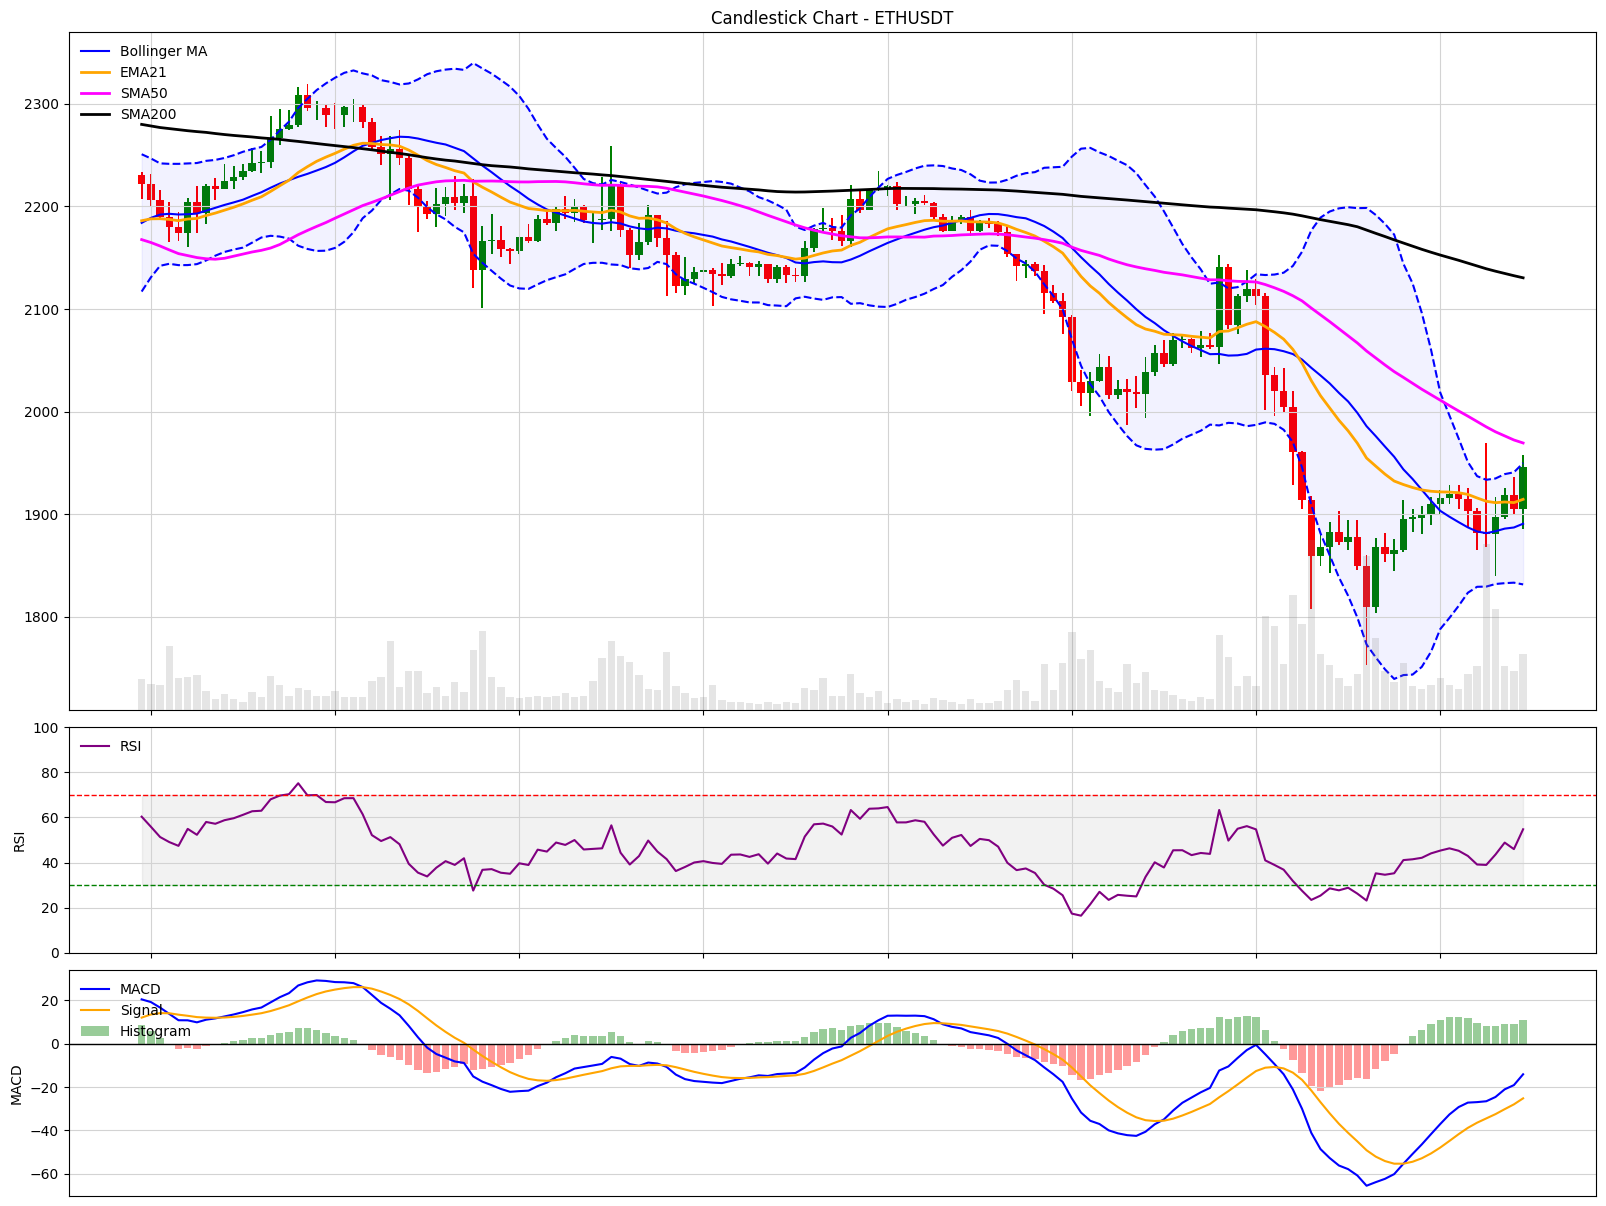 Candlestick Chart - ETHUSDT
Bollinger MA
EMA21
SMA50
SMA200
2300
2200
2100
2000
1900
1800
RSI
100
80
60
40
20
0
RSI
MACD
Signal
Histogram
20
0
−20
−40
−60
MACD